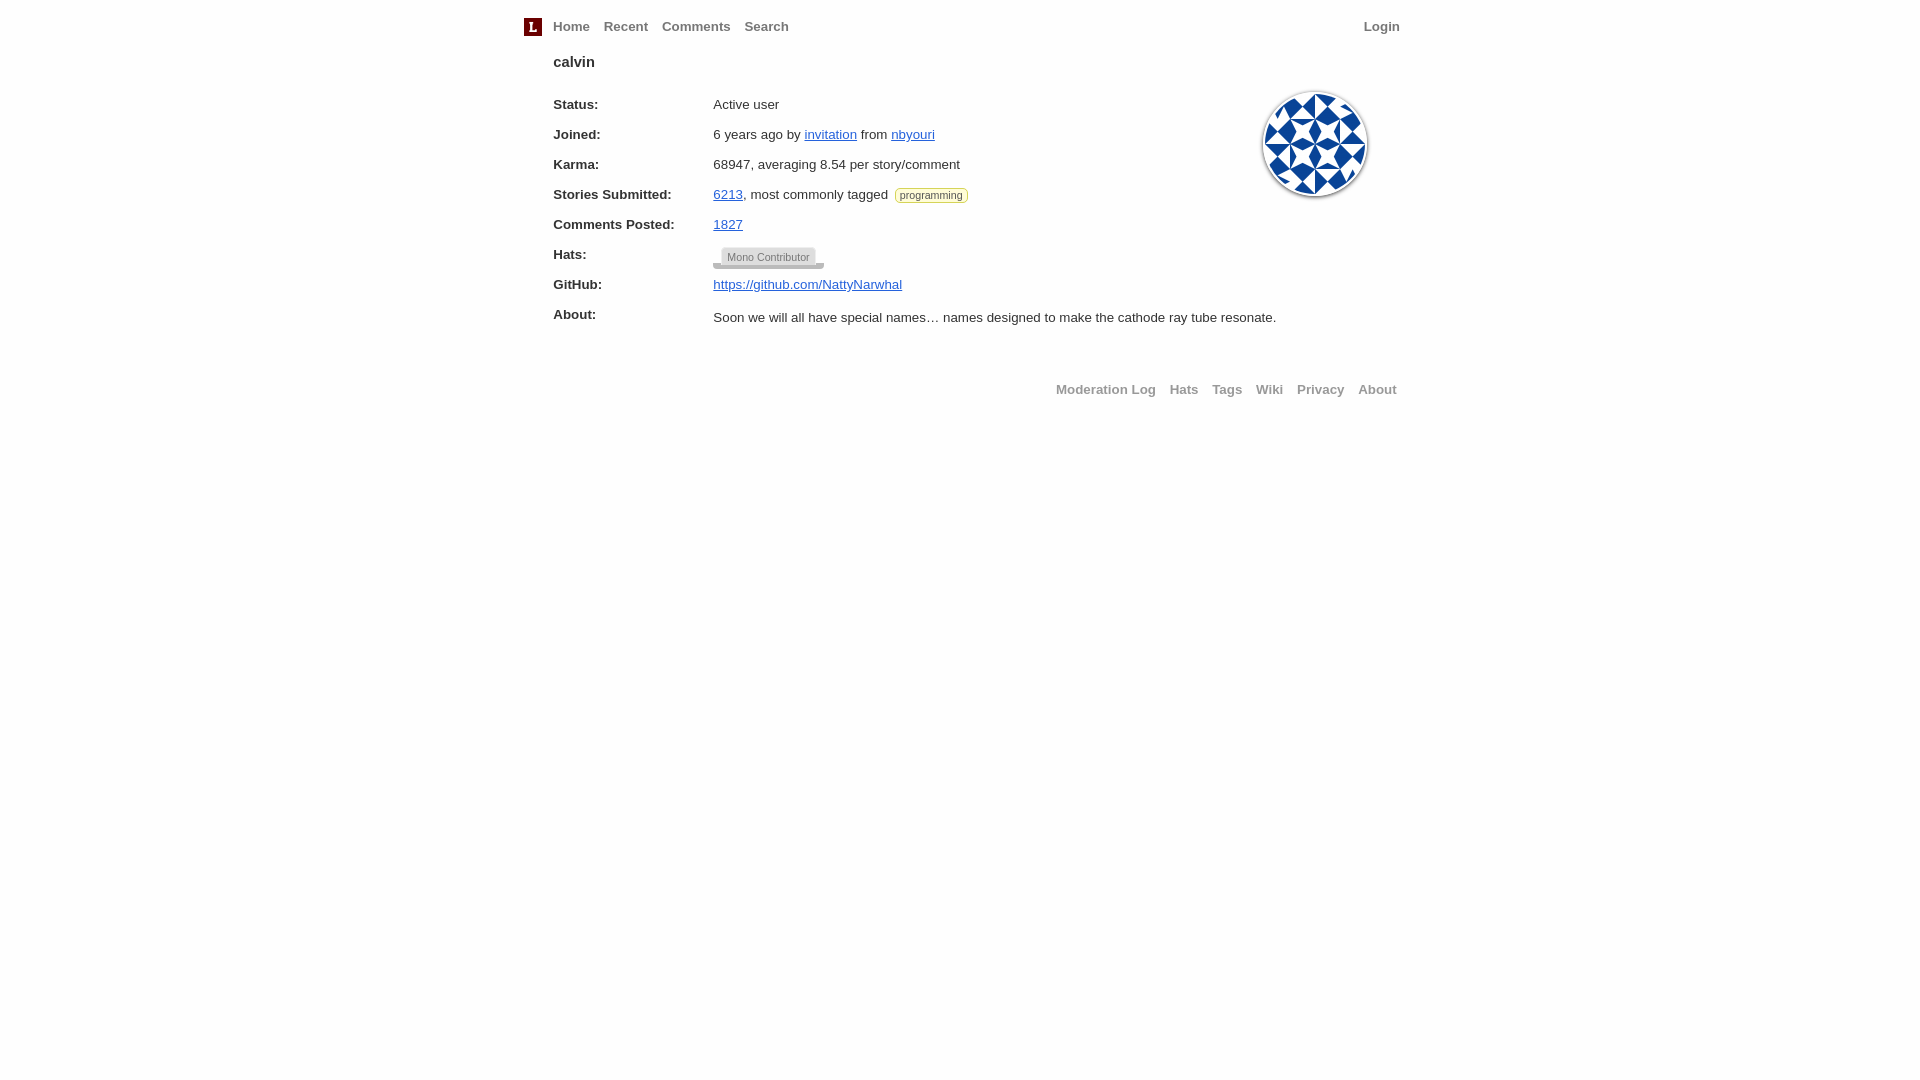 L Home Recent Comments Search Login
calvin
Status: Active user
Joined: 6 years ago by invitation from nbyouri
Karma: 68947, averaging 8.54 per story/comment
Stories Submitted: 6213, most commonly tagged programming
Comments Posted: 1827
Hats: Mono Contributor
GitHub: https://github.com/NattyNarwhal
About: Soon we will all have special names… names designed to make the cathode ray tube resonate.
Moderation Log Hats Tags Wiki Privacy About